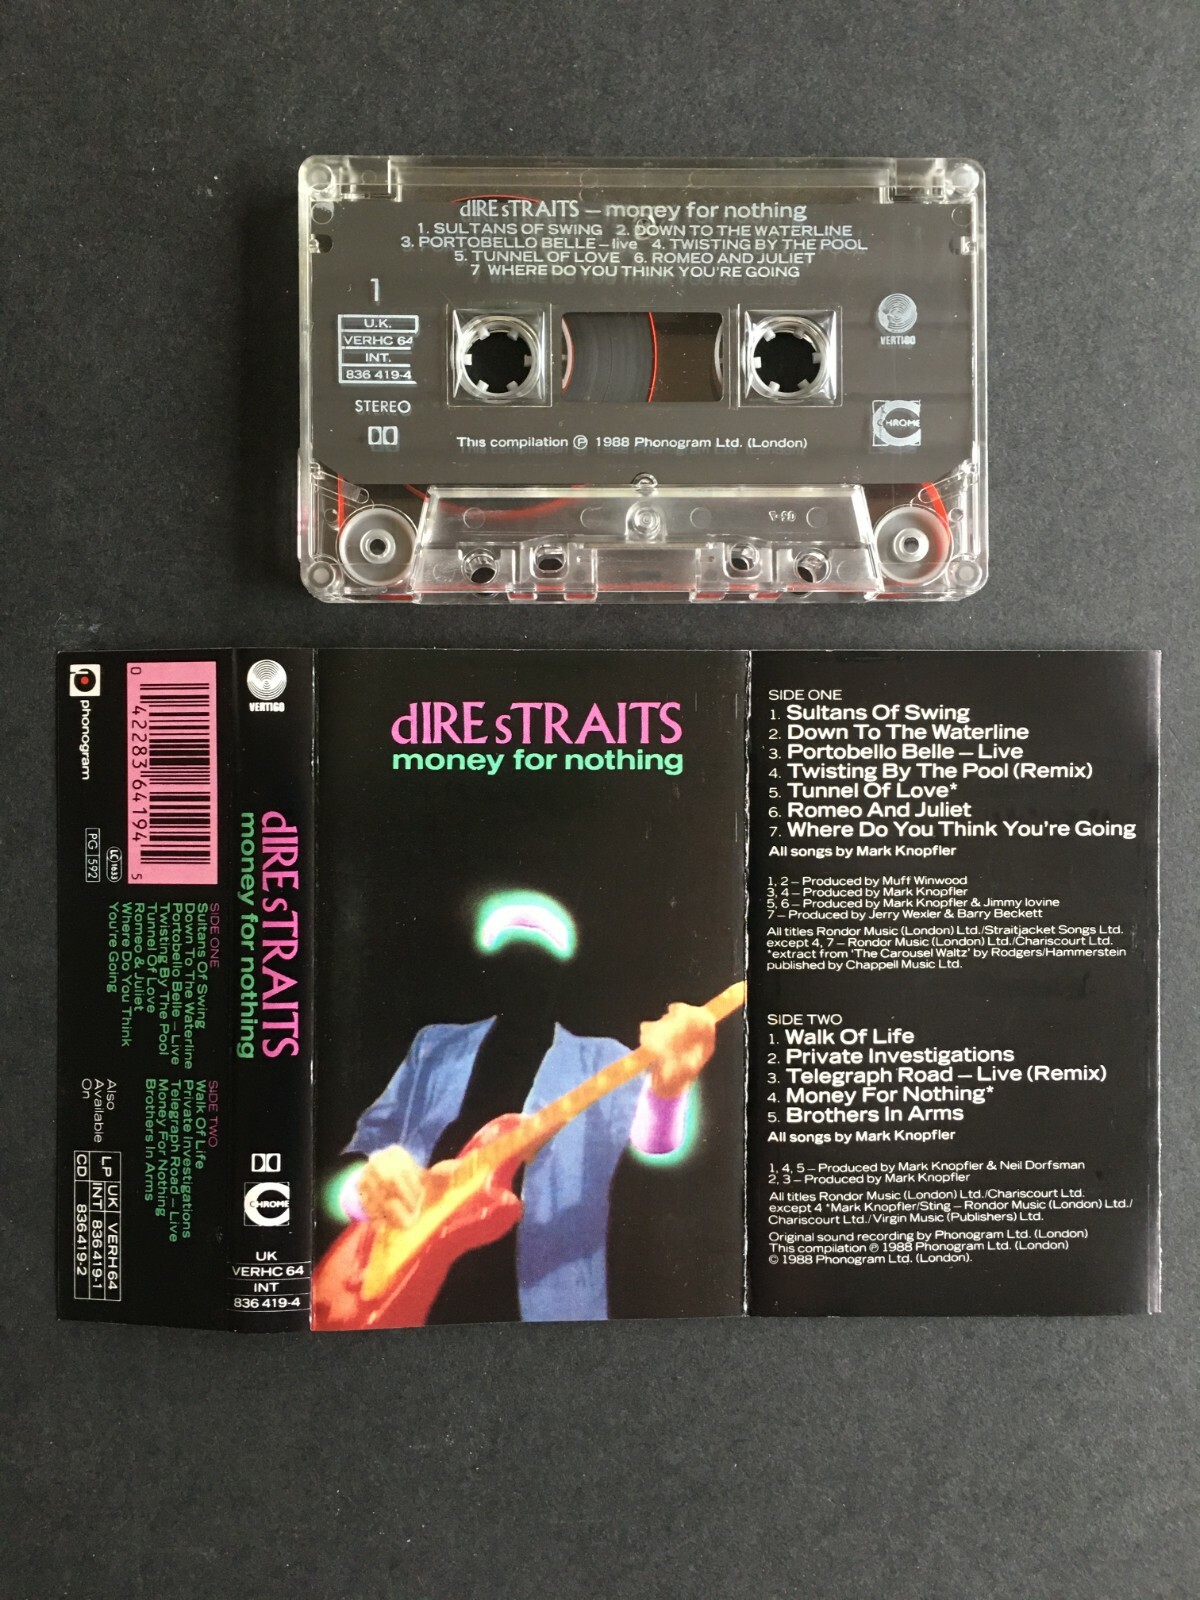 dIRE sTRAITS – money for nothing
1. SULTANS OF SWING 2. DOWN TO THE WATERLINE
3. PORTOBELLO BELLE – live 4. TWISTING BY THE POOL
5. TUNNEL OF LOVE 6. ROMEO AND JULIET
7 WHERE DO YOU THINK YOU'RE GOING
1
U.K.
VERHC 64
INT.
836 419-4
STEREO
VERTIGO
CHROME
This compilation ℗ 1988 Phonogram Ltd. (London)
phonogram
0 42283 64194 5
PG 592
LC 1633
SIDE ONE
Sultans Of Swing
Down To The Waterline
Portobello Belle – Live
Twisting By The Pool
Tunnel Of Love
Romeo & Juliet
Where Do You Think
You're Going
SIDE TWO
Walk Of Life
Private Investigations
Telegraph Road – Live
Money For Nothing
Brothers In Arms
Also
Available
On
LP UK VERH 64
INT 836 419-1
CD 836 419-2
VERTIGO
dIRE sTRAITS
money for nothing
CHROME
UK
VERHC 64
INT
836 419-4
dIRE sTRAITS
money for nothing
SIDE ONE
1. Sultans Of Swing
2. Down To The Waterline
3. Portobello Belle – Live
4. Twisting By The Pool (Remix)
5. Tunnel Of Love*
6. Romeo And Juliet
7. Where Do You Think You're Going
All songs by Mark Knopfler
1, 2 – Produced by Muff Winwood
3, 4 – Produced by Mark Knopfler
5, 6 – Produced by Mark Knopfler & Jimmy Iovine
7 – Produced by Jerry Wexler & Barry Beckett
All titles Rondor Music (London) Ltd./Straitjacket Songs Ltd.
except 4, 7 – Rondor Music (London) Ltd./Chariscourt Ltd.
*extract from 'The Carousel Waltz' by Rodgers/Hammerstein
published by Chappell Music Ltd.
SIDE TWO
1. Walk Of Life
2. Private Investigations
3. Telegraph Road – Live (Remix)
4. Money For Nothing*
5. Brothers In Arms
All songs by Mark Knopfler
1, 4, 5 – Produced by Mark Knopfler & Neil Dorfsman
2, 3 – Produced by Mark Knopfler
All titles Rondor Music (London) Ltd./Chariscourt Ltd.
except 4 *Mark Knopfler/Sting – Rondor Music (London) Ltd./
Chariscourt Ltd./Virgin Music (Publishers) Ltd.
Original sound recording by Phonogram Ltd. (London)
This compilation ℗ 1988 Phonogram Ltd. (London)
© 1988 Phonogram Ltd. (London).